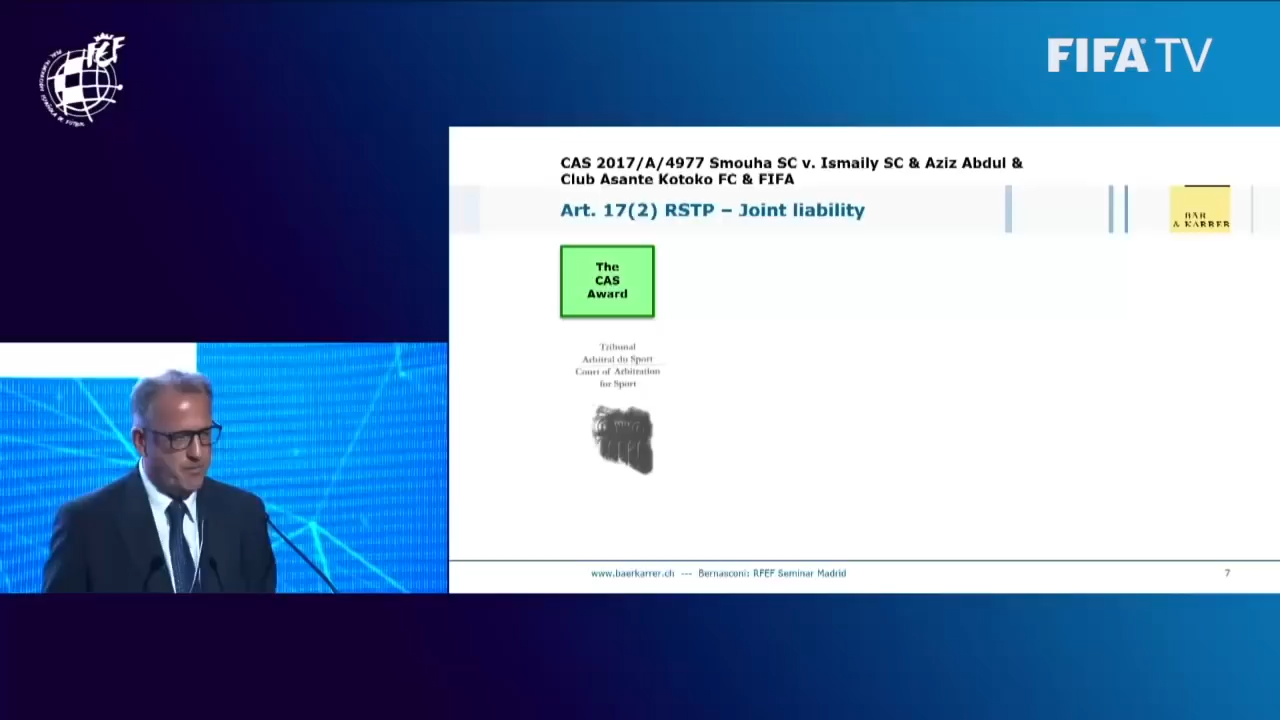 RFEF
FIFA TV
CAS 2017/A/4977 Smouha SC v. Ismaily SC & Aziz Abdul &
Club Asante Kotoko FC & FIFA
Art. 17(2) RSTP – Joint liability
BÄR
& KARRER
The
CAS
Award
Tribunal
Arbitral du Sport
Court of Arbitration
for Sport
www.baerkarrer.ch --- Bernasconi: RFEF Seminar Madrid
7